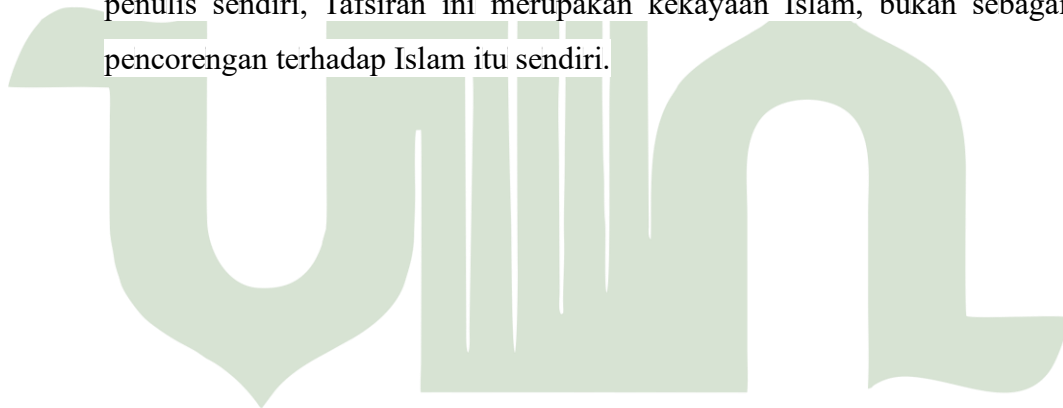 penulis sendiri, Tafsiran ini merupakan kekayaan Islam, bukan sebagai
pencorengan terhadap Islam itu sendiri.